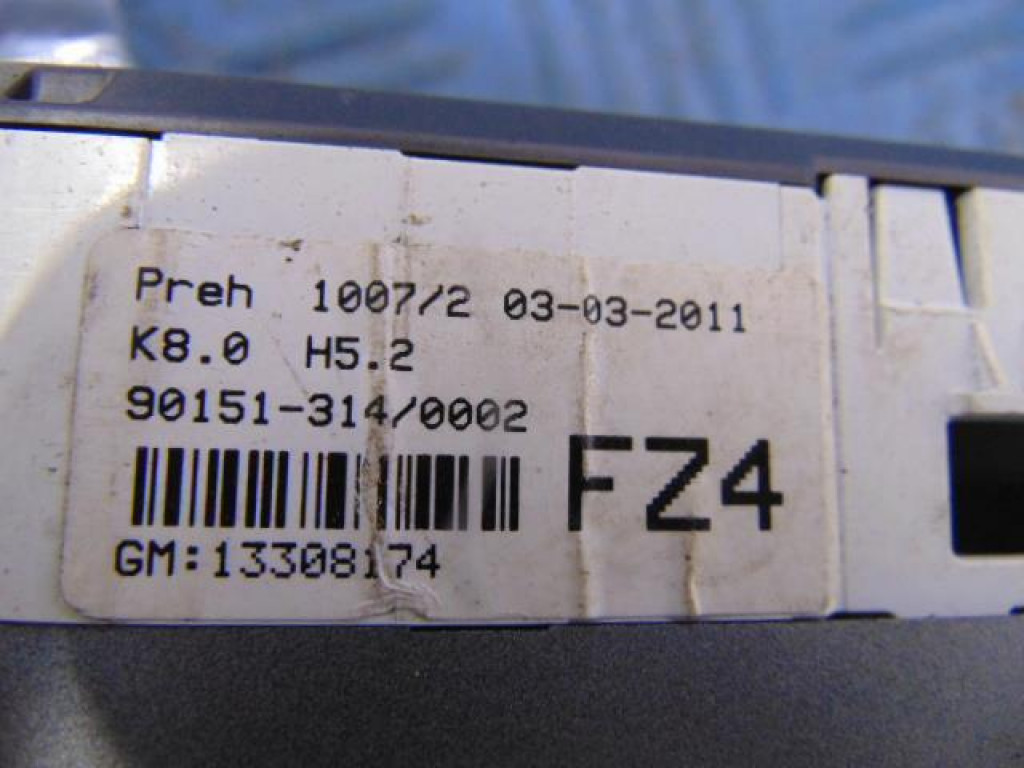 Preh 1007/2 03-03-2011
K8.0 H5.2
90151-314/0002
FZ4
GM:13308174